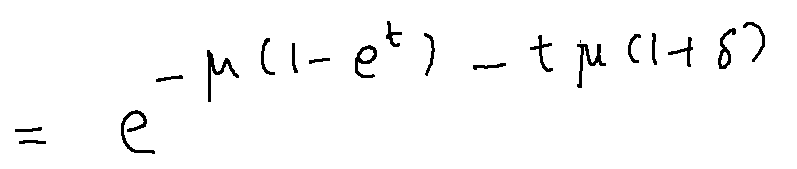 = e^{-μ(1-e^t) - tμ(1+δ)}